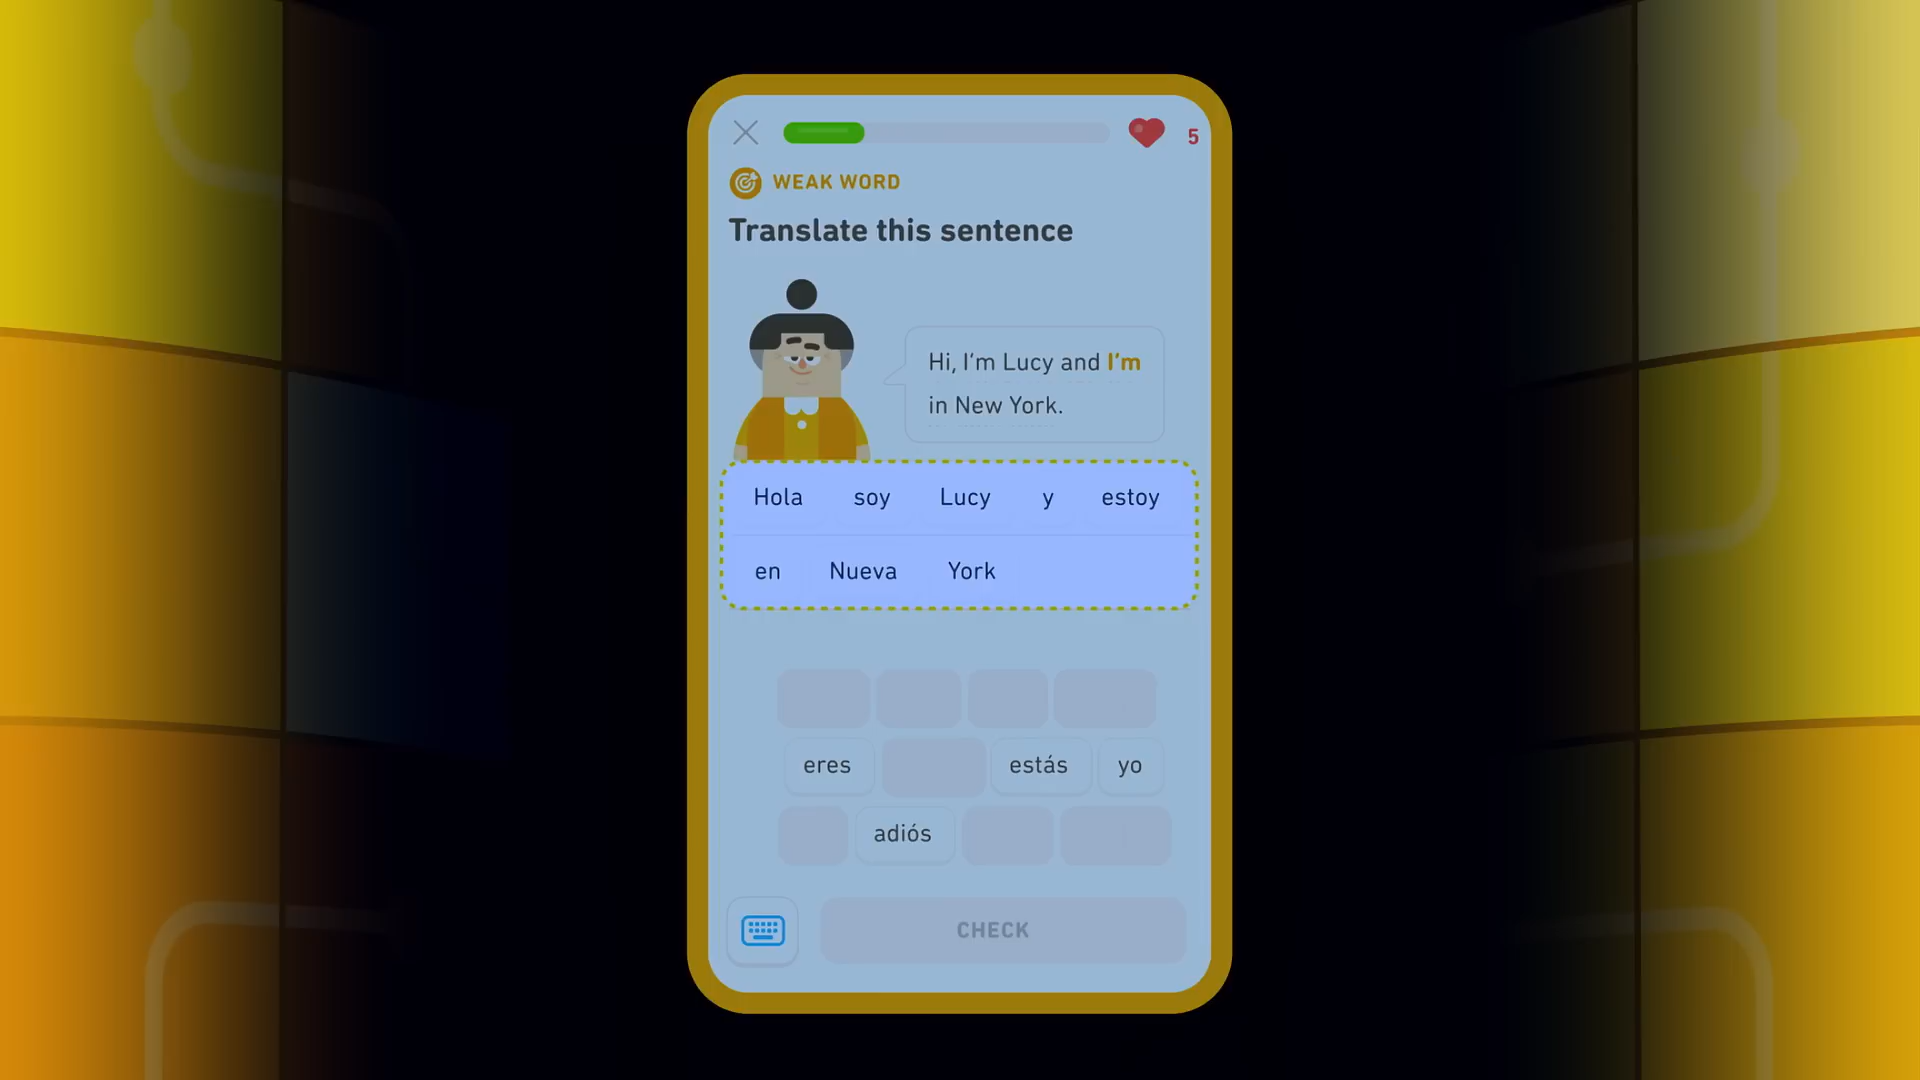 5
WEAK WORD
Translate this sentence
Hi, I'm Lucy and I'm
in New York.
Hola soy Lucy y estoy
en Nueva York
eres estás yo
adiós
CHECK